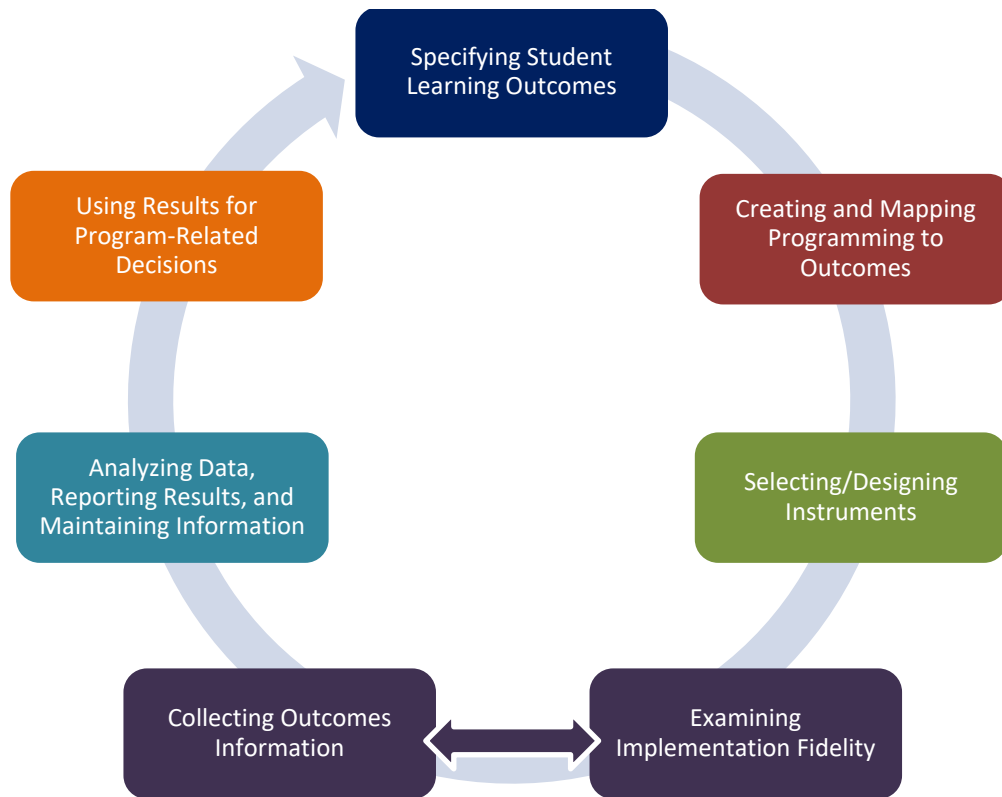 Specifying Student
Learning Outcomes
Creating and Mapping
Programming to
Outcomes
Selecting/Designing
Instruments
Examining
Implementation Fidelity
Collecting Outcomes
Information
Analyzing Data,
Reporting Results, and
Maintaining Information
Using Results for
Program-Related
Decisions